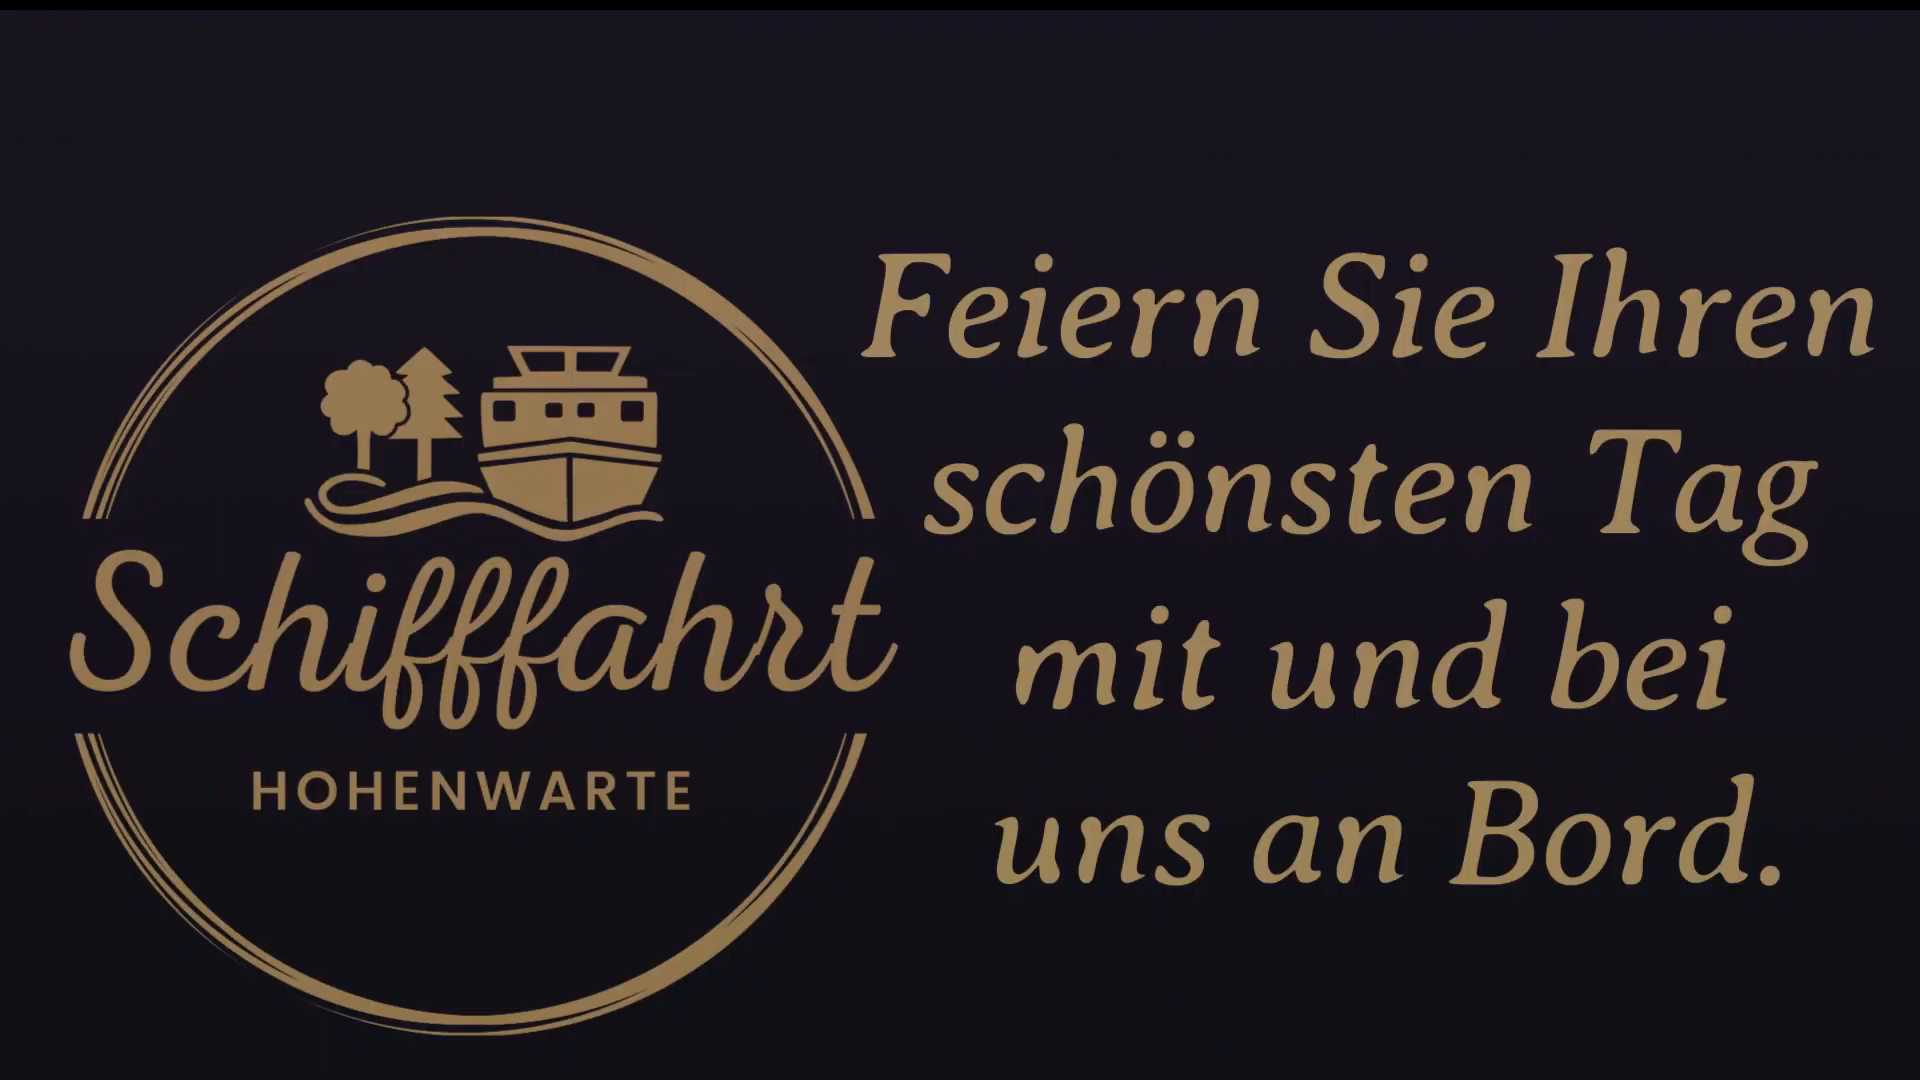 Schifffahrt
HOHENWARTE
Feiern Sie Ihren
schönsten Tag
mit und bei
uns an Bord.